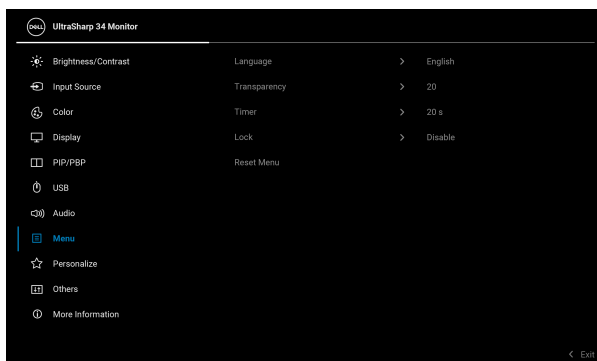 DELL UltraSharp 34 Monitor
Brightness/Contrast Language > English
Input Source Transparency > 20
Color Timer > 20 s
Display Lock > Disable
PIP/PBP Reset Menu
USB
Audio
Menu
Personalize
Others
More Information
< Exit